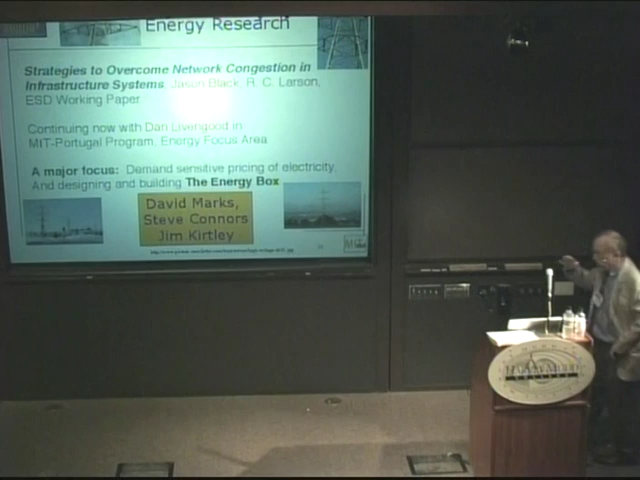 Energy Research
Strategies to Overcome Network Congestion in
Infrastructure Systems, Jason Black, R. C. Larson,
ESD Working Paper
Continuing now with Dan Livengood in
MIT-Portugal Program, Energy Focus Area
A major focus: Demand sensitive pricing of electricity.
And designing and building The Energy Box
David Marks,
Steve Connors
Jim Kirtley